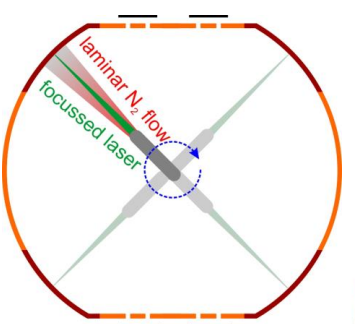 laminar N₂ flow
focussed laser